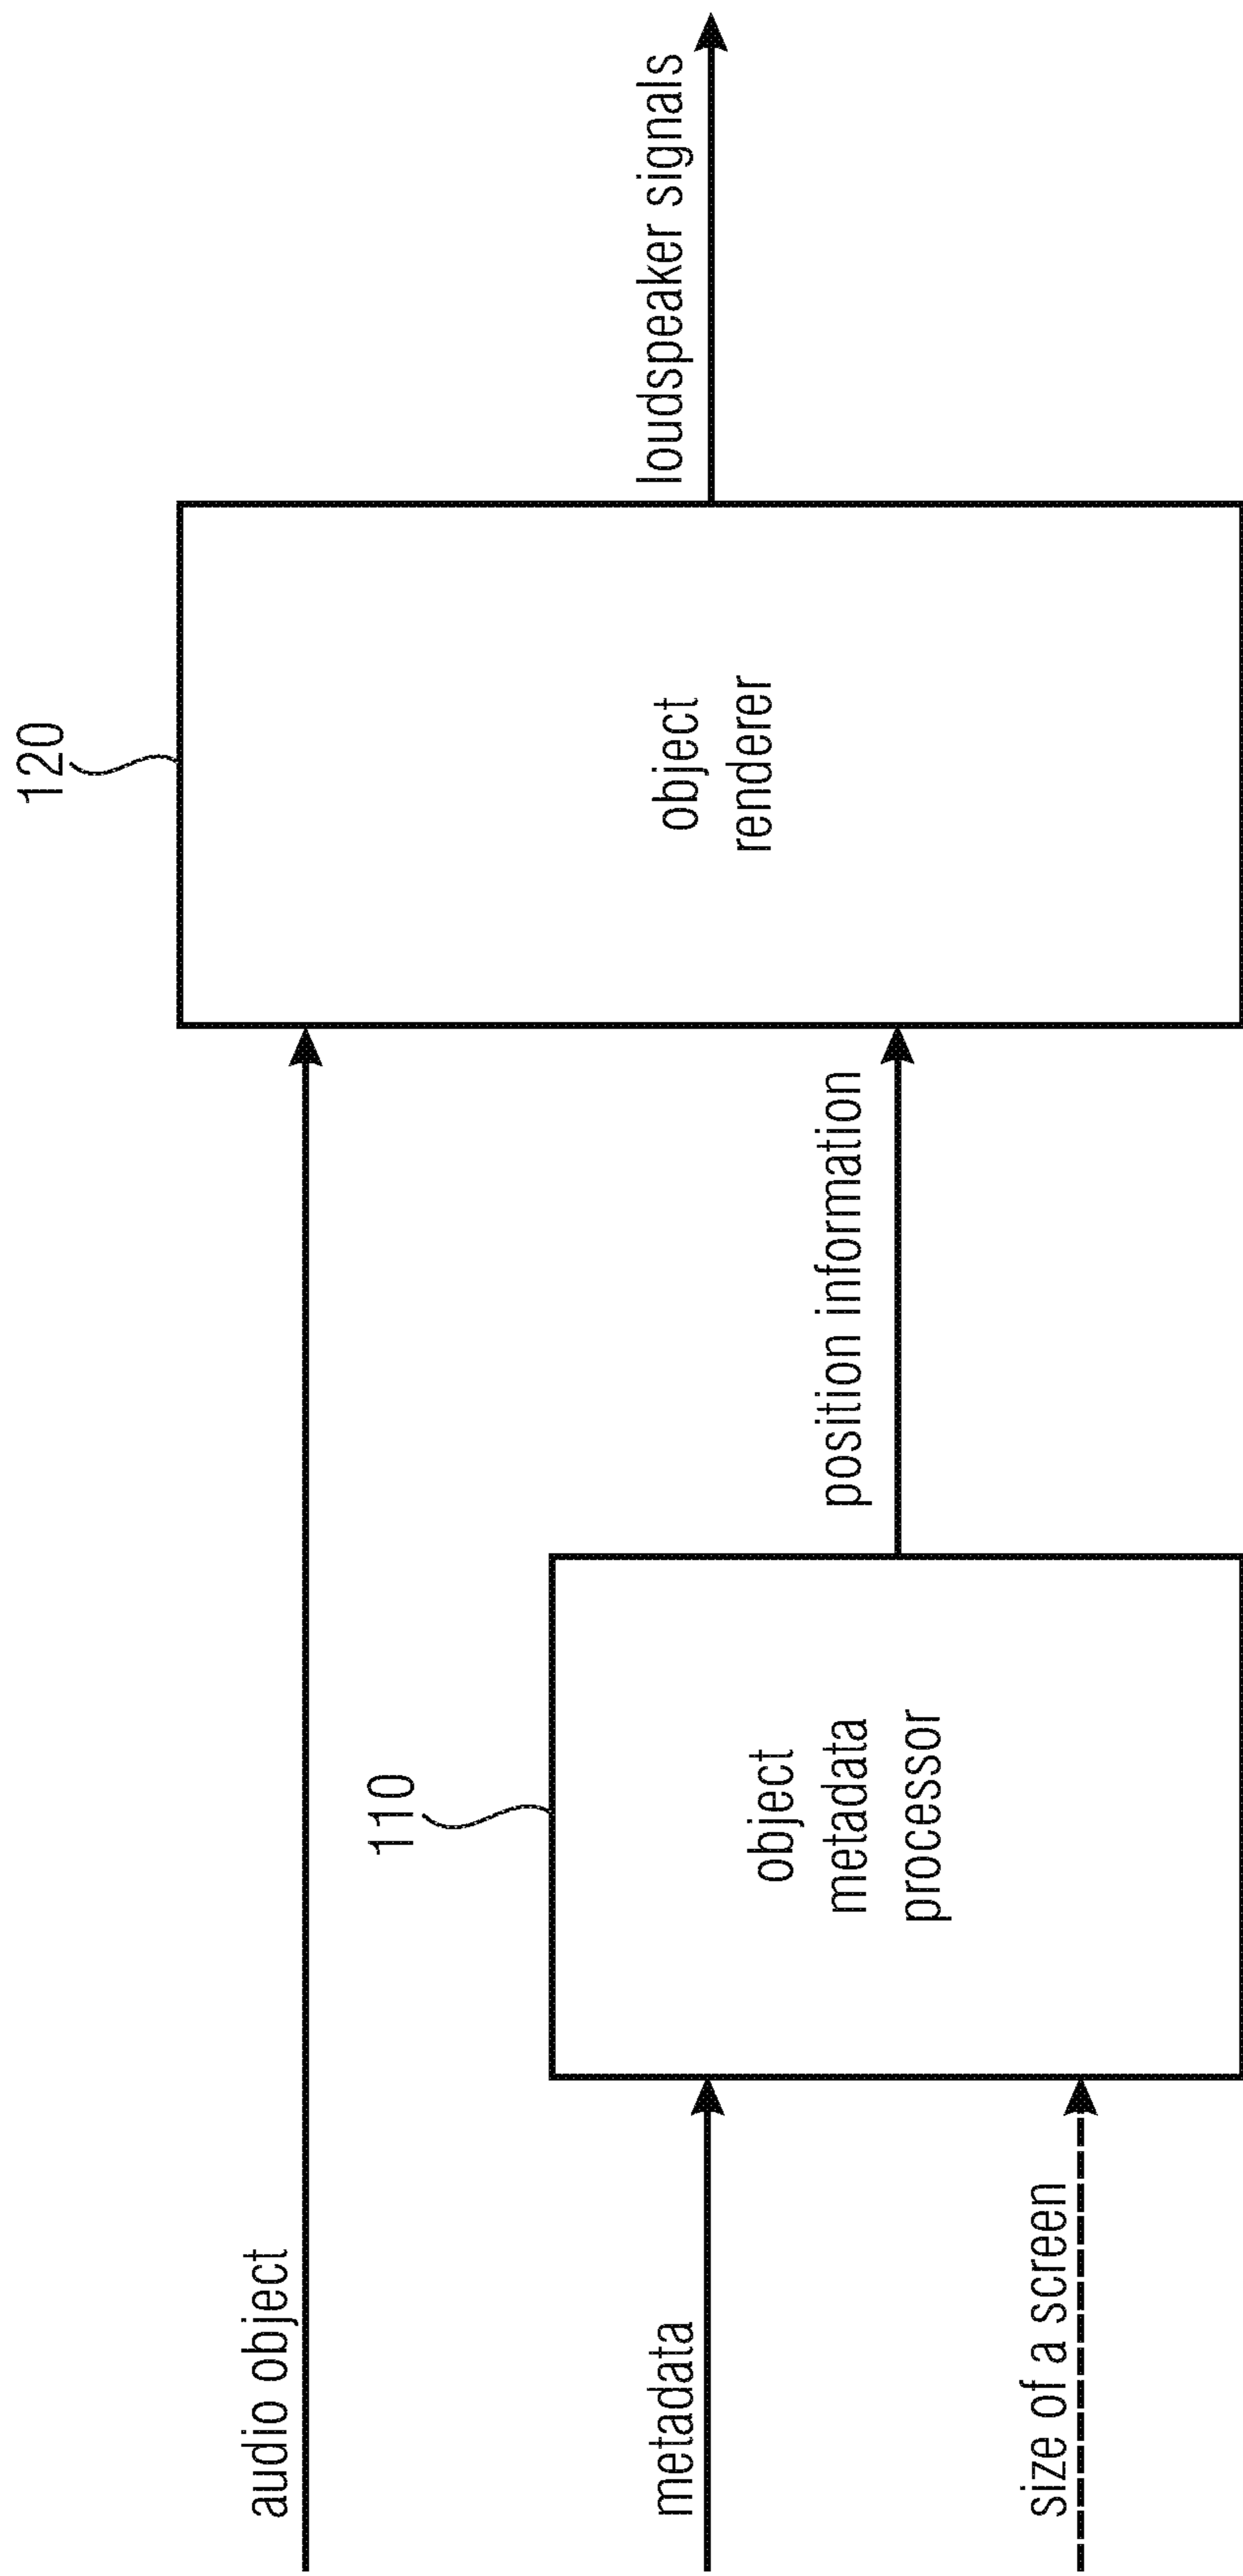 120
110
audio object
metadata
size of a screen
object
metadata
processor
position information
object
renderer
loudspeaker signals